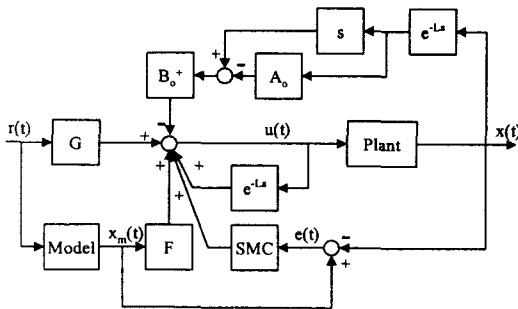 s
e^-Ls
B_o^+
A_o
+
-
-
r(t)
G
+
+
+
+
+
u(t)
Plant
x(t)
e^-Ls
Model
x_m(t)
F
SMC
e(t)
-
+